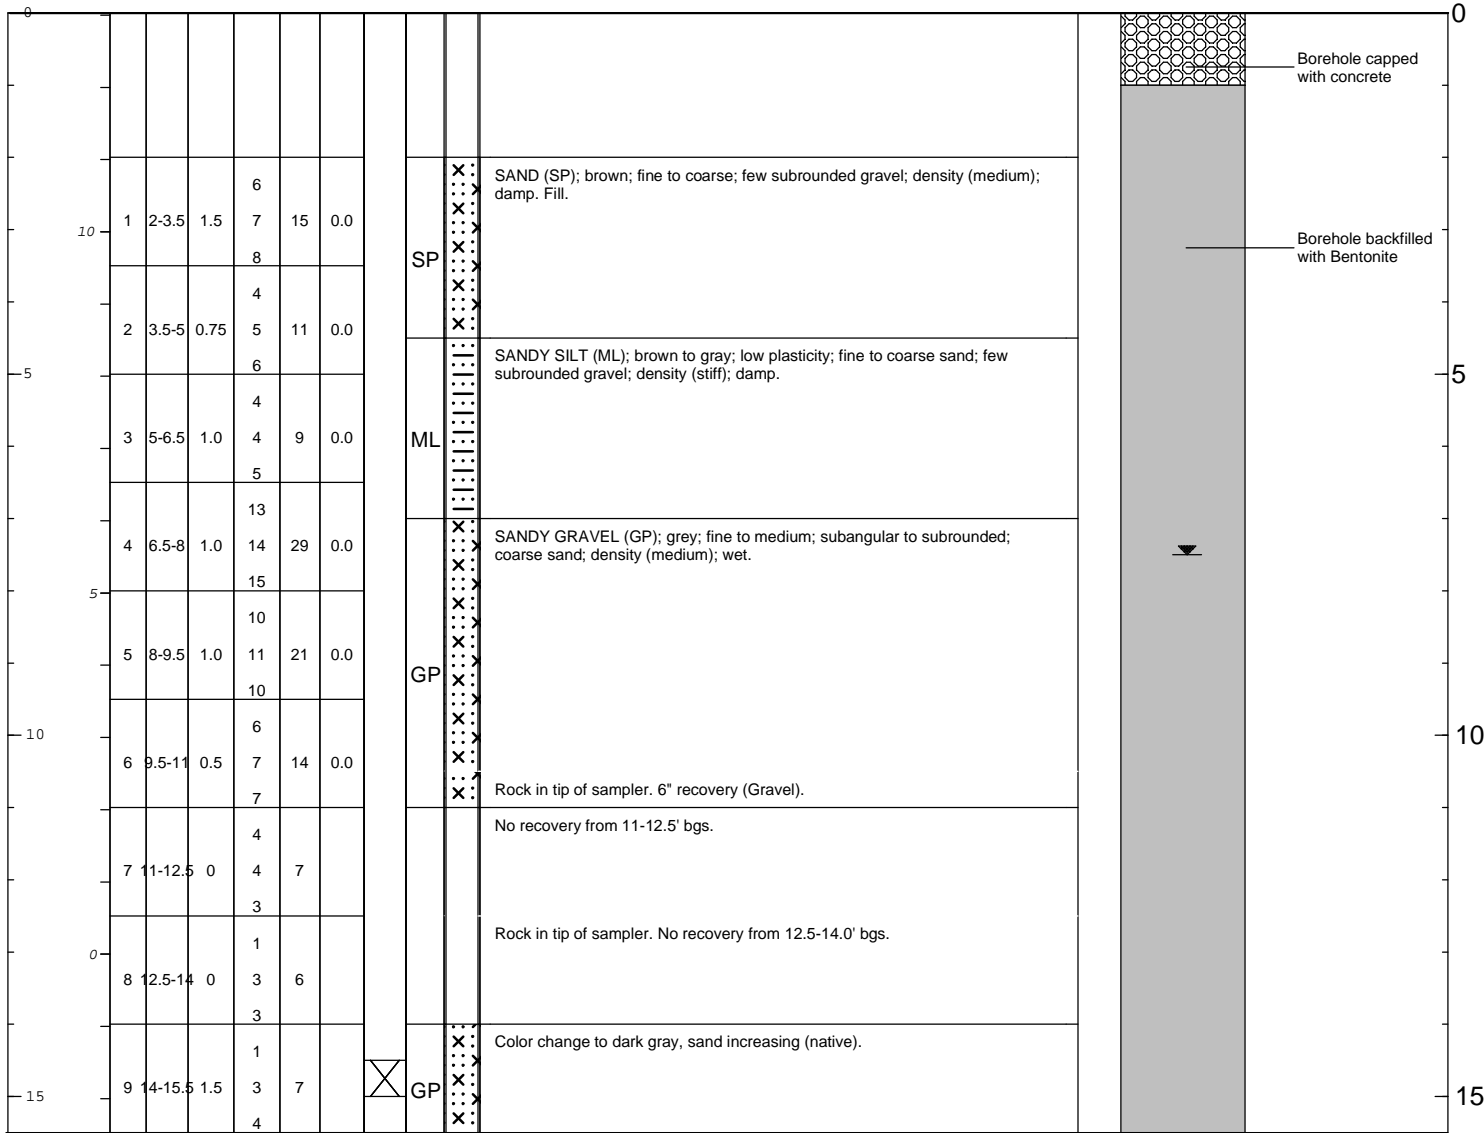 0
0
Borehole capped
with concrete
SAND (SP); brown; fine to coarse; few subrounded gravel; density (medium);
damp. Fill.
6
1 2-3.5 1.5 7 15 0.0
8
10
SP
Borehole backfilled
with Bentonite
4
2 3.5-5 0.75 5 11 0.0
6
SANDY SILT (ML); brown to gray; low plasticity; fine to coarse sand; few
subrounded gravel; density (stiff); damp.
5
5
4
3 5-6.5 1.0 4 9 0.0
5
ML
13
4 6.5-8 1.0 14 29 0.0
15
SANDY GRAVEL (GP); grey; fine to medium; subangular to subrounded;
coarse sand; density (medium); wet.
5
10
5 8-9.5 1.0 11 21 0.0
10
GP
6
10
10
6 9.5-11 0.5 7 14 0.0
7
Rock in tip of sampler. 6" recovery (Gravel).
No recovery from 11-12.5' bgs.
4
7 11-12.5 0 4 7
3
Rock in tip of sampler. No recovery from 12.5-14.0' bgs.
1
0
8 12.5-14 0 3 6
3
Color change to dark gray, sand increasing (native).
1
9 14-15.5 1.5 3 7
4
GP
15
15